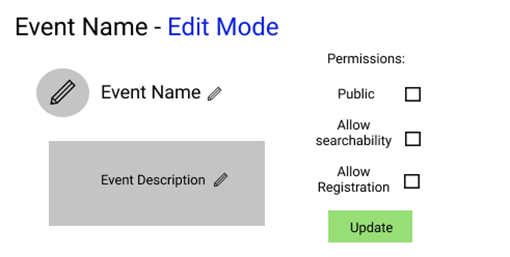 Event Name - Edit Mode
Event Name
Event Description
Permissions:
Public
Allow
searchability
Allow
Registration
Update